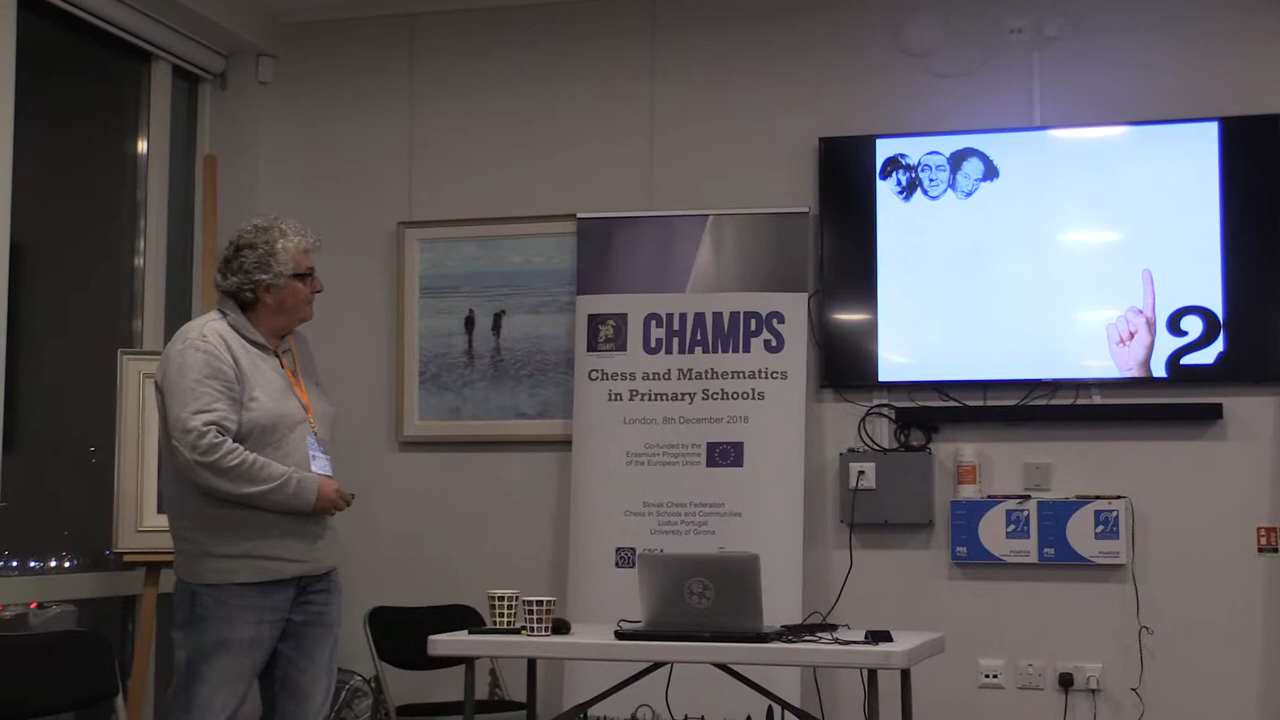 CHAMPS
CHAMPS
Chess and Mathematics
in Primary Schools
London, 8th December 2018
Co-funded by the
Erasmus+ Programme
of the European Union
Slovak Chess Federation
Chess in Schools and Communities
Ludus Portugal
University of Girona
2